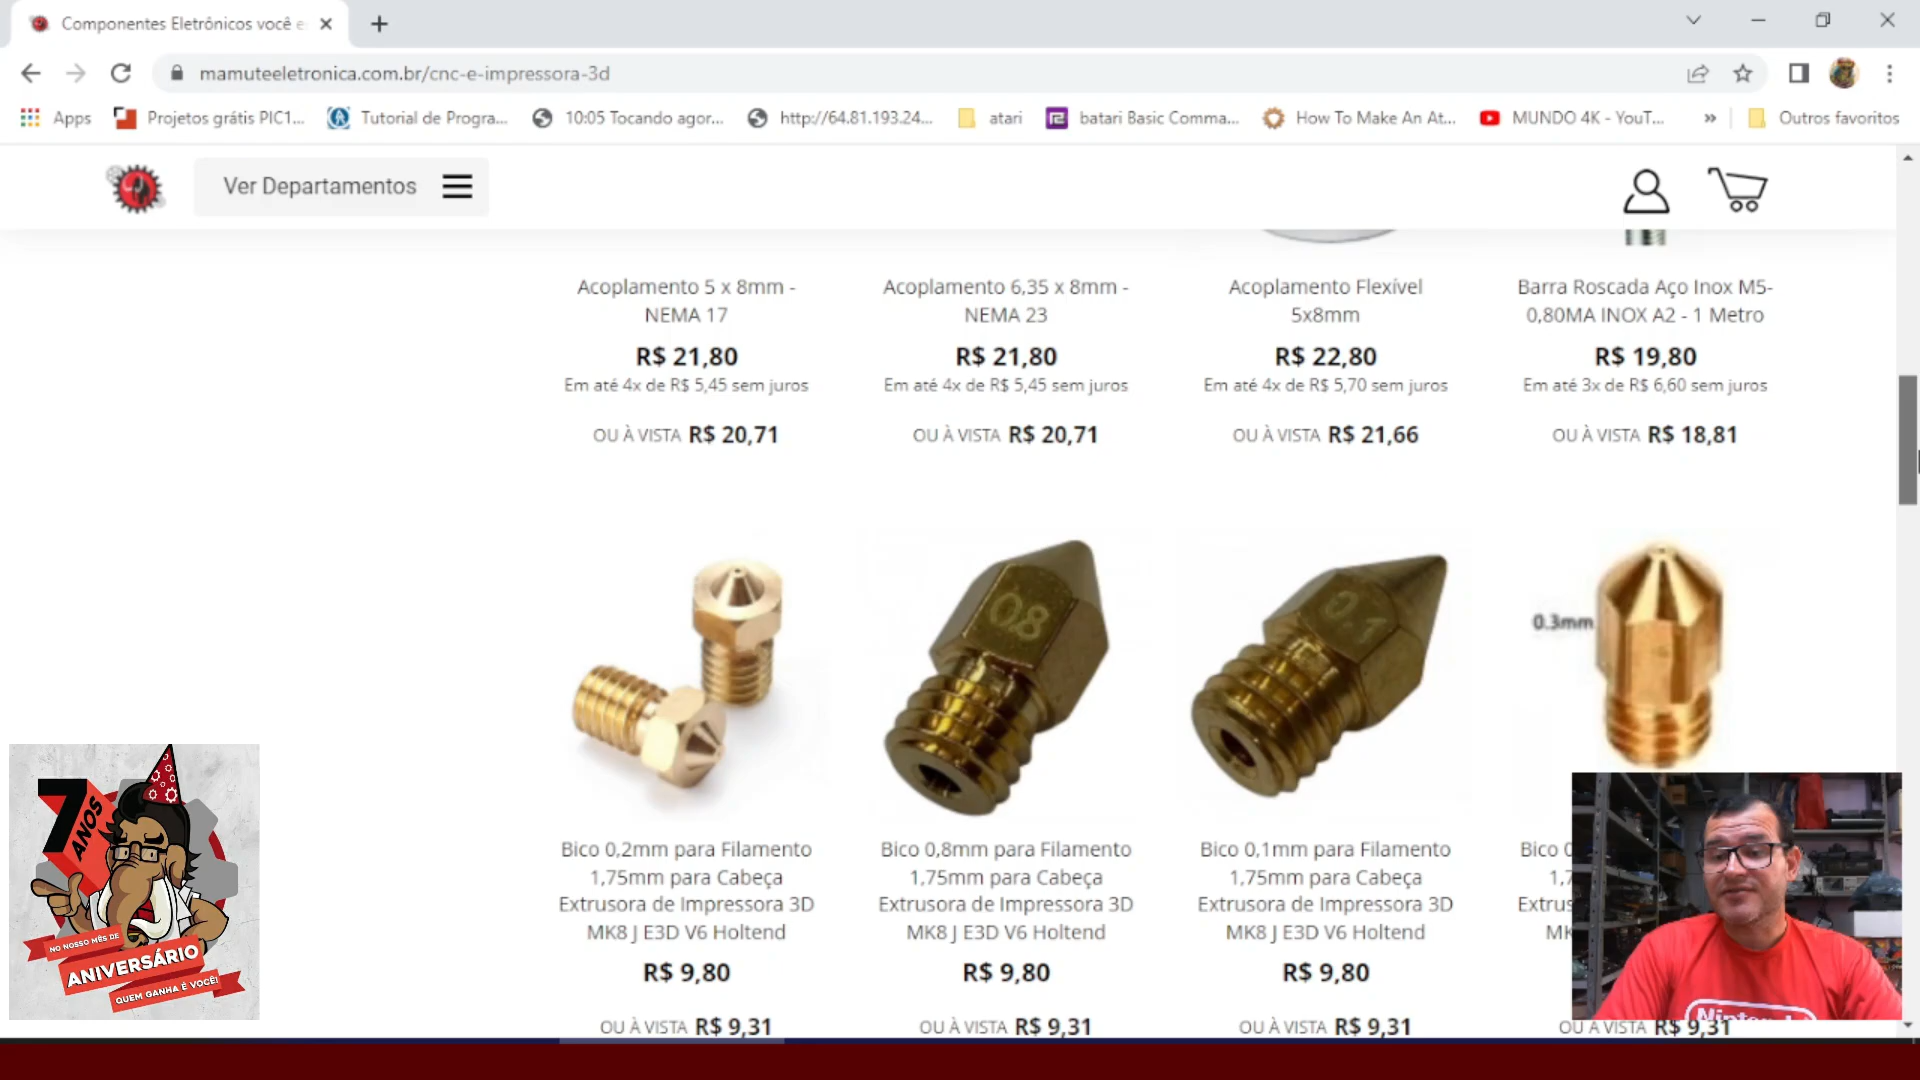 Componentes Eletrônicos você e
mamuteeletronica.com.br/cnc-e-impressora-3d
Apps
Projetos grátis PIC1...
Tutorial de Progra...
10:05 Tocando agor...
http://64.81.193.24...
atari
batari Basic Comma...
How To Make An At...
MUNDO 4K - YouT...
»
Outros favoritos
Ver Departamentos
Acoplamento 5 x 8mm -
NEMA 17
R$ 21,80
Em até 4x de R$ 5,45 sem juros
OU À VISTA R$ 20,71
Acoplamento 6,35 x 8mm -
NEMA 23
R$ 21,80
Em até 4x de R$ 5,45 sem juros
OU À VISTA R$ 20,71
Acoplamento Flexível
5x8mm
R$ 22,80
Em até 4x de R$ 5,70 sem juros
OU À VISTA R$ 21,66
Barra Roscada Aço Inox M5-
0,80MA INOX A2 - 1 Metro
R$ 19,80
Em até 3x de R$ 6,60 sem juros
OU À VISTA R$ 18,81
0.8
0.1
0.3mm
Bico 0,2mm para Filamento
1,75mm para Cabeça
Extrusora de Impressora 3D
MK8 J E3D V6 Holtend
R$ 9,80
OU À VISTA R$ 9,31
Bico 0,8mm para Filamento
1,75mm para Cabeça
Extrusora de Impressora 3D
MK8 J E3D V6 Holtend
R$ 9,80
OU À VISTA R$ 9,31
Bico 0,1mm para Filamento
1,75mm para Cabeça
Extrusora de Impressora 3D
MK8 J E3D V6 Holtend
R$ 9,80
OU À VISTA R$ 9,31
Bico 0
1,7
Extrus
MK
OU À VISTA R$ 9,31
7 ANOS
NO NOSSO MÊS DE
ANIVERSÁRIO
QUEM GANHA É VOCÊ!
Nintendo